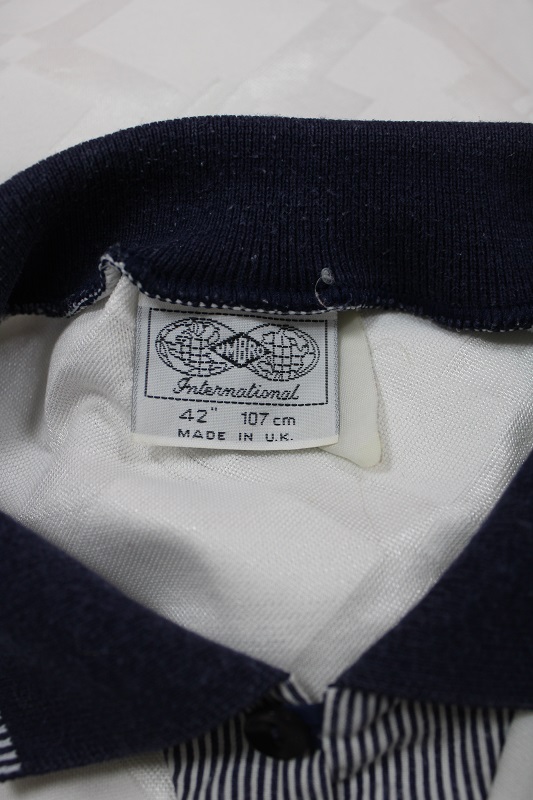 UMBRO
International
42" 107 cm
MADE IN U.K.